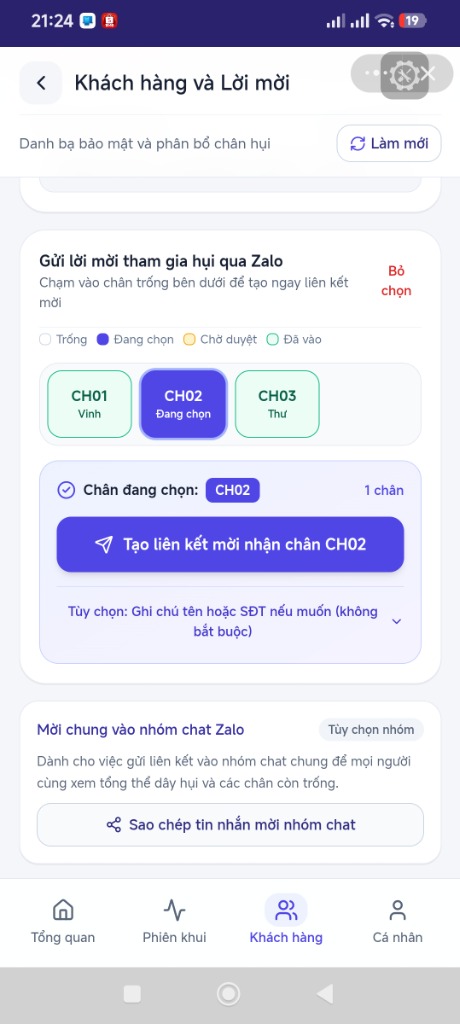 21:24
19
Khách hàng và Lời mời
Danh bạ bảo mật và phân bổ chân hụi
Làm mới
Gửi lời mời tham gia hụi qua Zalo
Chạm vào chân trống bên dưới để tạo ngay liên kết
mới
Bỏ
chọn
Trống
Đang chọn
Chờ duyệt
Đã vào
CH01
Vinh
CH02
Đang chọn
CH03
Thư
Chân đang chọn:
CH02
1 chân
Tạo liên kết mời nhận chân CH02
Tùy chọn: Ghi chú tên hoặc SĐT nếu muốn (không
bắt buộc)
Mời chung vào nhóm chat Zalo
Tùy chọn nhóm
Dành cho việc gửi liên kết vào nhóm chat chung để mọi người
cùng xem tổng thể dây hụi và các chân còn trống.
Sao chép tin nhắn mời nhóm chat
Tổng quan
Phiên khui
Khách hàng
Cá nhân